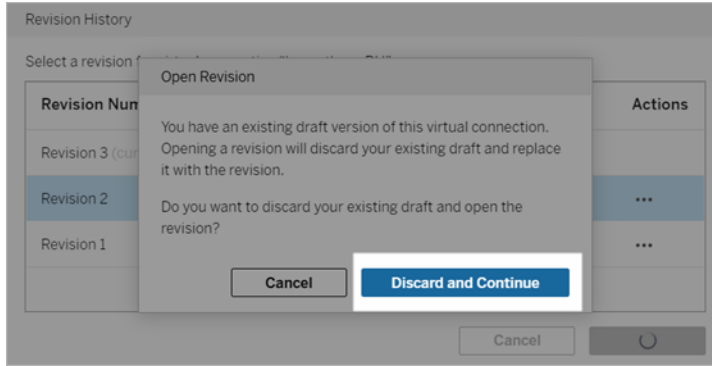 Revision History
Select a revision
Open Revision
Revision Num
Actions
You have an existing draft version of this virtual connection.
Opening a revision will discard your existing draft and replace
it with the revision.
Revision 3 (cur
Revision 2
Do you want to discard your existing draft and open the
revision?
Revision 1
Cancel
Discard and Continue
Cancel